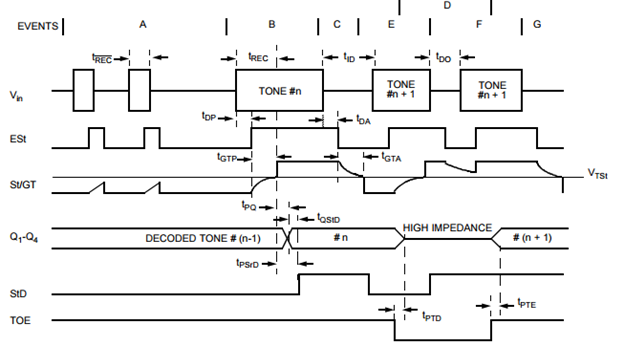 D
EVENTS A B C E F G
tREC tREC tID tDO
Vin TONE #n TONE #n + 1 TONE #n + 1
tDP tDA
ESt
tGTP tGTA
St/GT VTSt
tPQ tQStD
Q1-Q4 DECODED TONE # (n-1) # n HIGH IMPEDANCE # (n + 1)
tPSrD
StD
tPTD tPTE
TOE